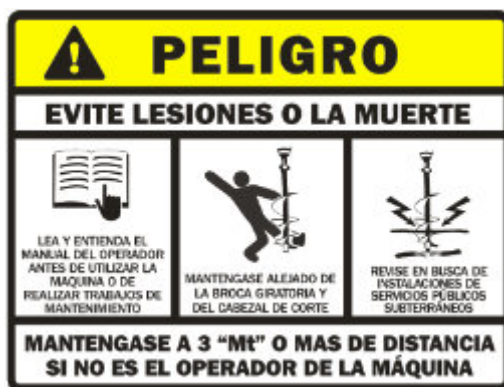 PELIGRO
EVITE LESIONES O LA MUERTE
LEA Y ENTIENDA EL
MANUAL DEL OPERADOR
ANTES DE UTILIZAR LA
MAQUINA O DE
REALIZAR TRABAJOS DE
MANTENIMIENTO
MANTENGASE ALEJADO DE
LA BROCA GIRATORIA Y
DEL CABEZAL DE CORTE
REVISE EN BUSCA DE
INSTALACIONES DE
SERVICIOS PÚBLICOS
SUBTERRÁNEOS
MANTENGASE A 3 “Mt” O MAS DE DISTANCIA
SI NO ES EL OPERADOR DE LA MÁQUINA